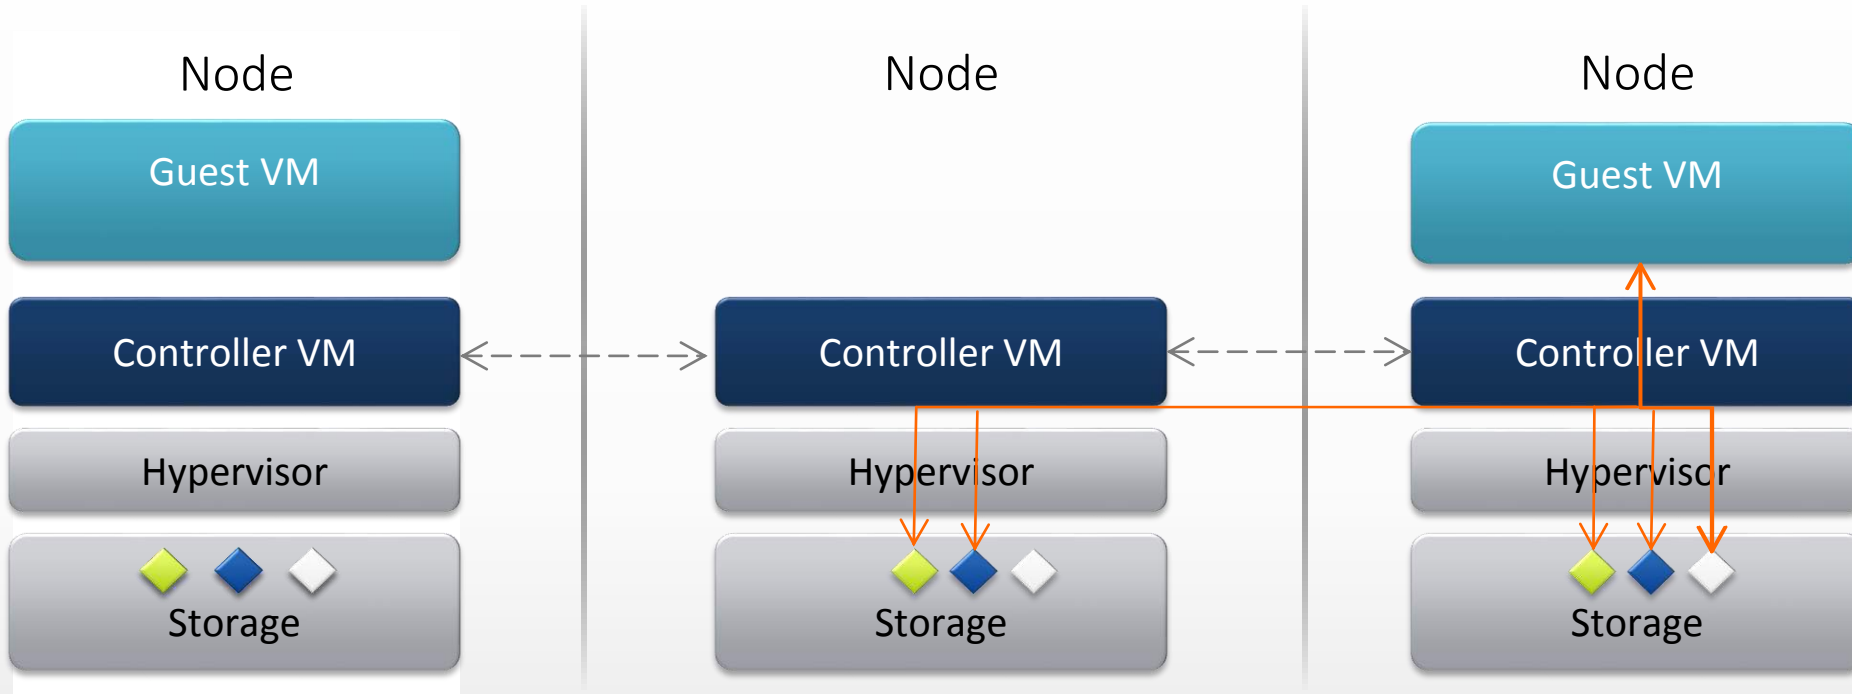 Node
Guest VM
Controller VM
Hypervisor
Storage
Node
Controller VM
Hypervisor
Storage
Node
Guest VM
Controller VM
Hypervisor
Storage